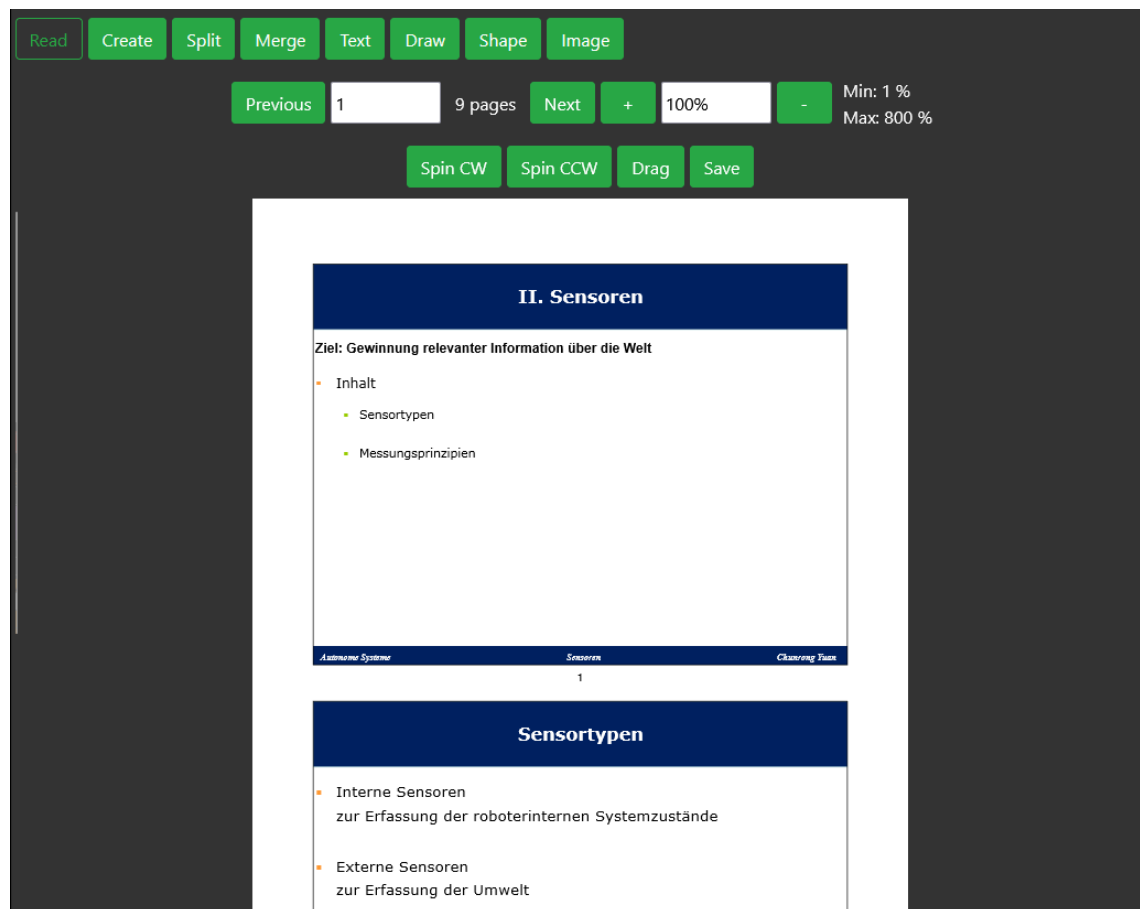 Read Create Split Merge Text Draw Shape Image
Previous 1 9 pages Next + 100% - Min: 1 %
Max: 800 %
Spin CW Spin CCW Drag Save
II. Sensoren
Ziel: Gewinnung relevanter Information über die Welt
Inhalt
Sensortypen
Messungsprinzipien
Autonome Systeme Sensoren Chunrong Yuan
1
Sensortypen
Interne Sensoren
zur Erfassung der roboterinternen Systemzustände
Externe Sensoren
zur Erfassung der Umwelt